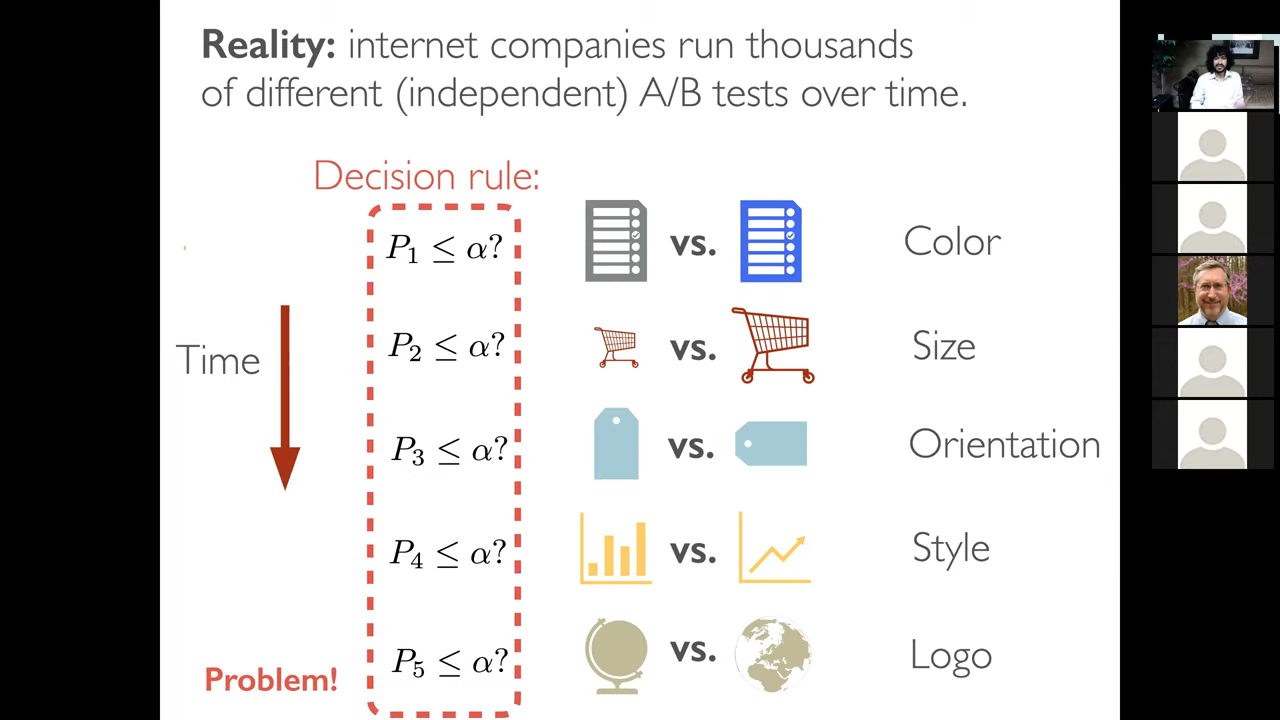 Reality: internet companies run thousands
of different (independent) A/B tests over time.
Decision rule:
P₁ ≤ α? vs. Color
Time
P₂ ≤ α? vs. Size
P₃ ≤ α? vs. Orientation
P₄ ≤ α? vs. Style
P₅ ≤ α? vs. Logo
Problem!